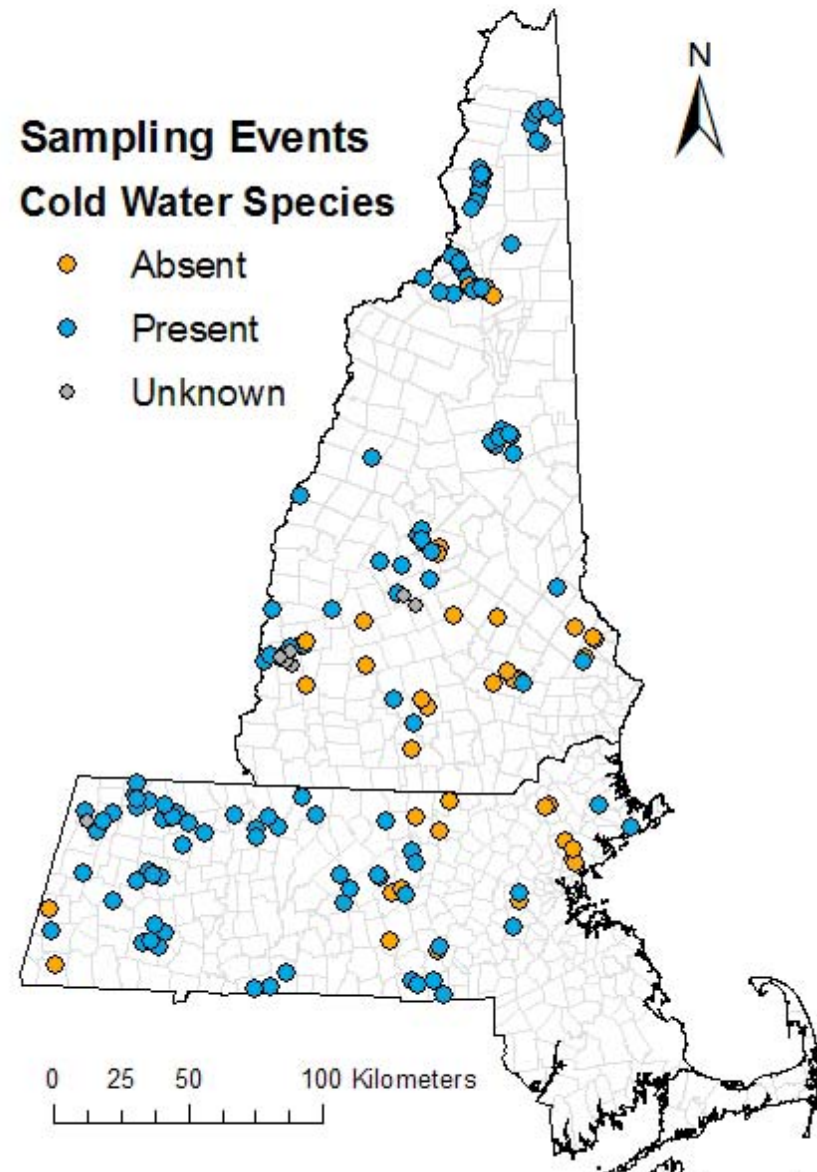 N
Sampling Events
Cold Water Species
Absent
Present
Unknown
0 25 50 100 Kilometers